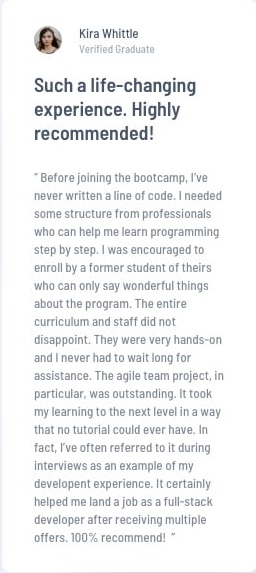 Kira Whittle
Verified Graduate
Such a life-changing
experience. Highly
recommended!
“ Before joining the bootcamp, I've
never written a line of code. I needed
some structure from professionals
who can help me learn programming
step by step. I was encouraged to
enroll by a former student of theirs
who can only say wonderful things
about the program. The entire
curriculum and staff did not
disappoint. They were very hands-on
and I never had to wait long for
assistance. The agile team project, in
particular, was outstanding. It took
my learning to the next level in a way
that no tutorial could ever have. In
fact, I've often referred to it during
interviews as an example of my
developent experience. It certainly
helped me land a job as a full-stack
developer after receiving multiple
offers. 100% recommend! ”